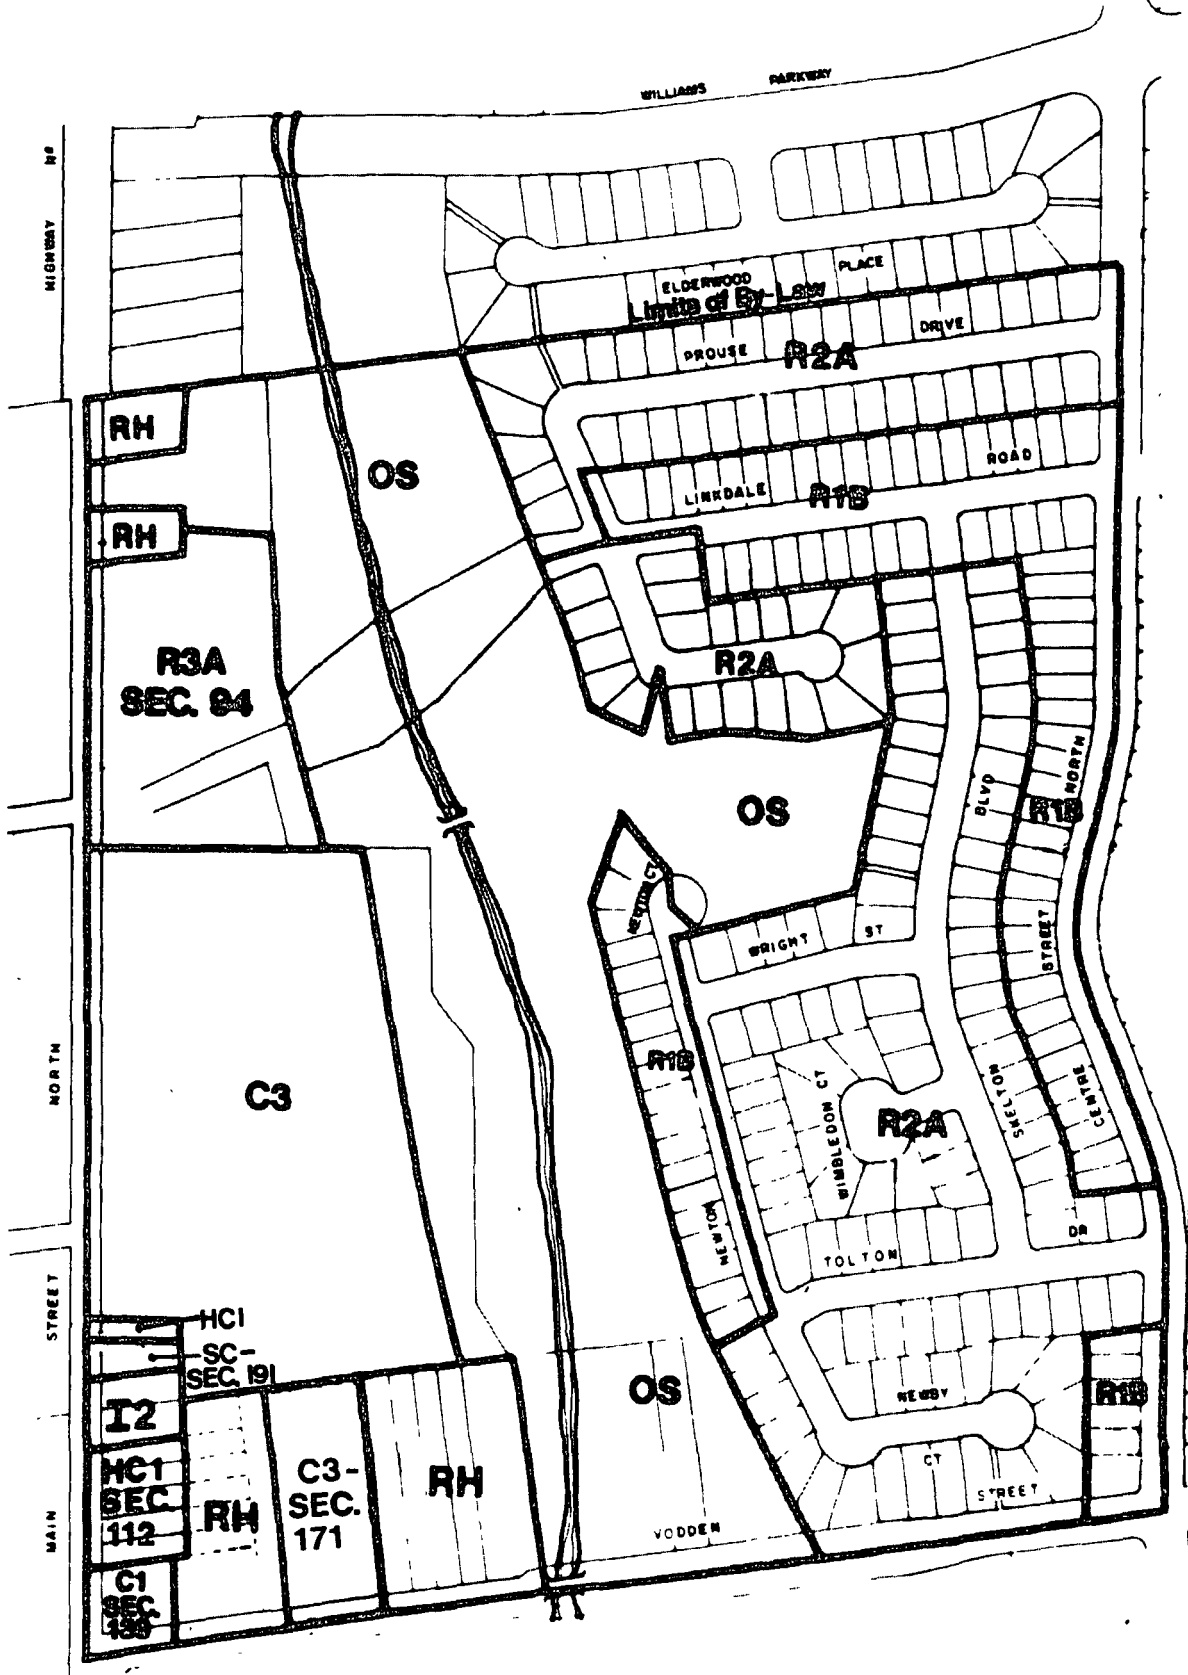 WILLIAMS PARKWAY
HIGHWAY Nº
ELDERWOOD PLACE
Limits of By-Law
PROUSE DRIVE
R2A
RH
OS
LINKDALE ROAD
R1B
RH
R3A
SEC. 94
R2A
OS
BLVD
NORTH
R1B
NEWTON CT
WRIGHT ST
STREET
NORTH
C3
R1B
WIMBLEDON CT
R2A
SKELTON
CENTRE
NEWTON
TOLTON DR
STREET
HC1
SC-
SEC. 191
I2
OS
NEWBY
R1B
HC1
SEC.
112
RH
C3-
SEC.
171
RH
CT
STREET
VODDEN
MAIN
C1
SEC.